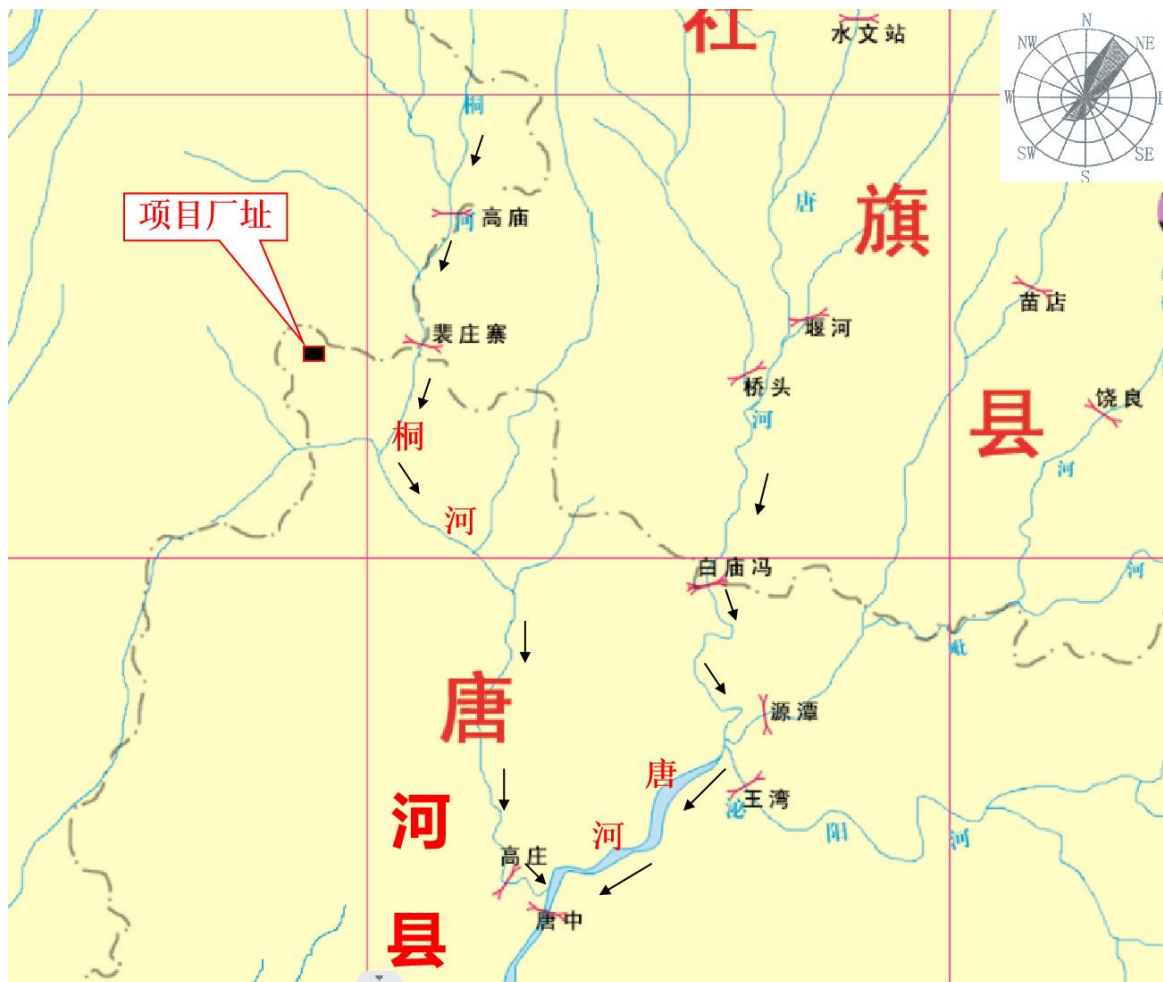 社
水文站
N
NW
NE
W
E
SW
SE
S
桐
项目厂址
高庙
河
唐
旗
苗店
堰河
裴庄寨
桥头
饶良
县
河
桐
河
河
白庙冯
河
毗
唐
源潭
唐
王湾
泌
河
阳
河
河
高庄
唐中
县